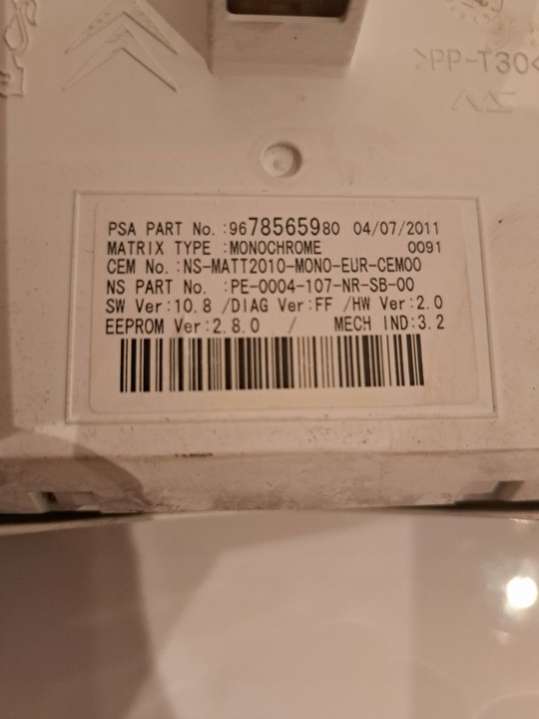 >PP-T30<
PSA PART No.:9678565980 04/07/2011
MATRIX TYPE :MONOCHROME 0091
CEM No.:NS-MATT2010-MONO-EUR-CEM00
NS PART No. :PE-0004-107-NR-SB-00
SW Ver:10.8 /DIAG Ver:FF /HW Ver:2.0
EEPROM Ver:2.8.0 / MECH IND:3.2